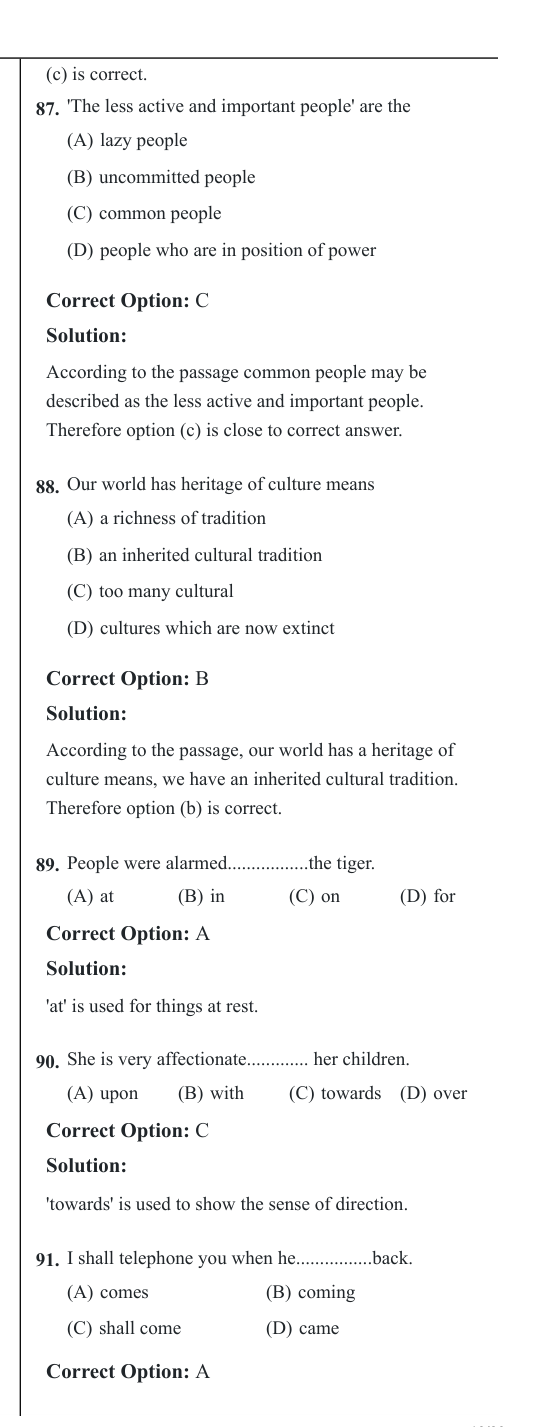 (c) is correct.
87. 'The less active and important people' are the
(A) lazy people
(B) uncommitted people
(C) common people
(D) people who are in position of power
Correct Option: C
Solution:
According to the passage common people may be
described as the less active and important people.
Therefore option (c) is close to correct answer.
88. Our world has heritage of culture means
(A) a richness of tradition
(B) an inherited cultural tradition
(C) too many cultural
(D) cultures which are now extinct
Correct Option: B
Solution:
According to the passage, our world has a heritage of
culture means, we have an inherited cultural tradition.
Therefore option (b) is correct.
89. People were alarmed.................the tiger.
(A) at (B) in (C) on (D) for
Correct Option: A
Solution:
'at' is used for things at rest.
90. She is very affectionate............. her children.
(A) upon (B) with (C) towards (D) over
Correct Option: C
Solution:
'towards' is used to show the sense of direction.
91. I shall telephone you when he................back.
(A) comes (B) coming
(C) shall come (D) came
Correct Option: A